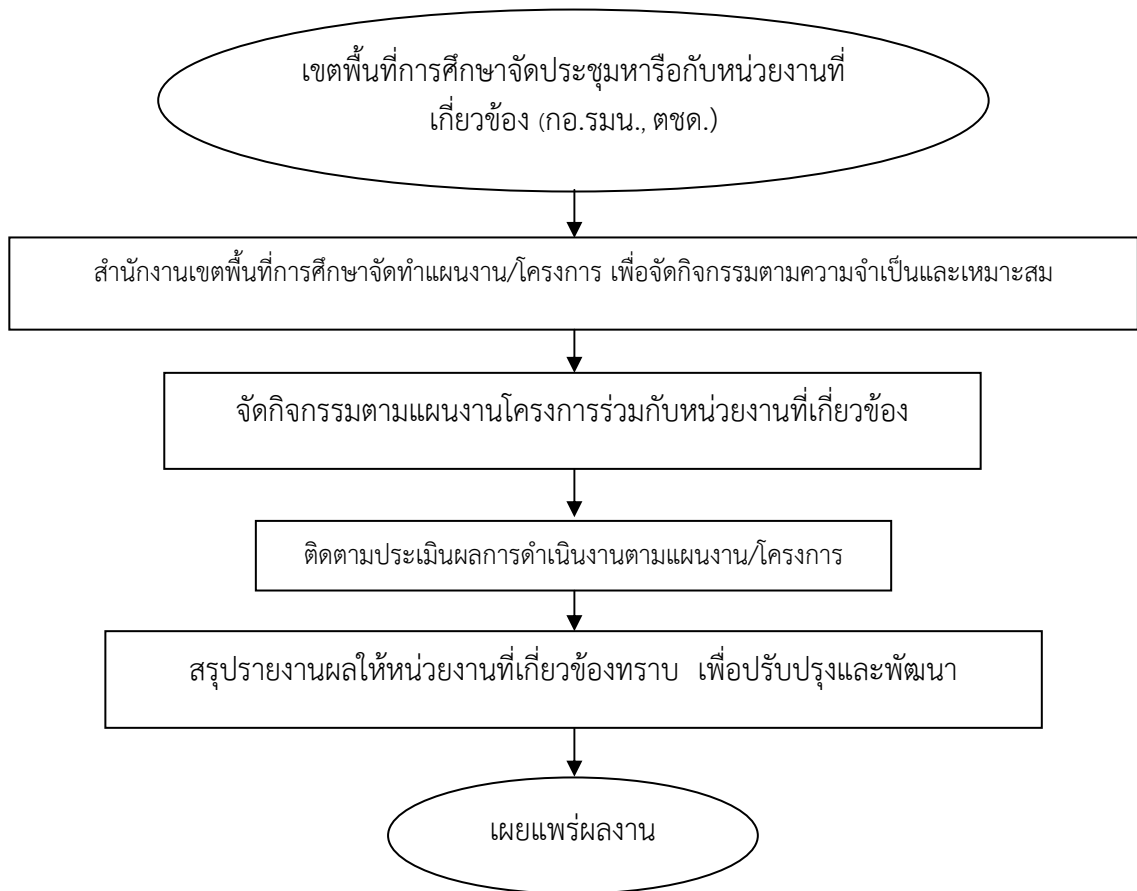 เขตพื้นที่การศึกษาจัดประชุมหารือกับหน่วยงานที่
เกี่ยวข้อง (กอ.รมน., ตชด.)
สำนักงานเขตพื้นที่การศึกษาจัดทำแผนงาน/โครงการ เพื่อจัดกิจกรรมตามความจำเป็นและเหมาะสม
จัดกิจกรรมตามแผนงานโครงการร่วมกับหน่วยงานที่เกี่ยวข้อง
ติดตามประเมินผลการดำเนินงานตามแผนงาน/โครงการ
สรุปรายงานผลให้หน่วยงานที่เกี่ยวข้องทราบ เพื่อปรับปรุงและพัฒนา
เผยแพร่ผลงาน